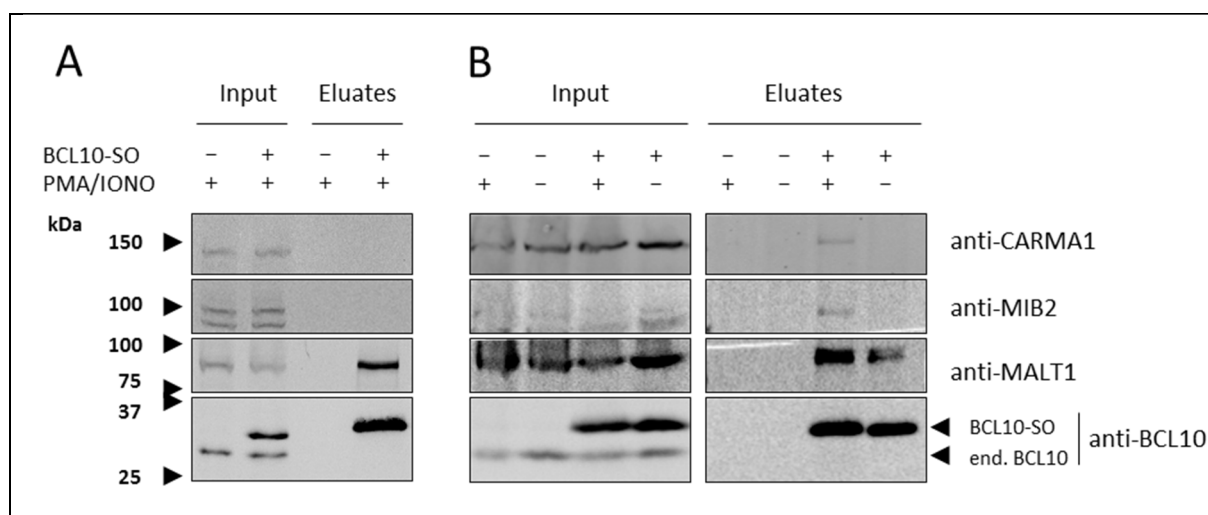 A
B
Input Eluates
Input Eluates
BCL10-SO – + – + – – + + – – + +
PMA/IONO + + + + + – + – + – + –
kDa
150 anti-CARMA1
100 anti-MIB2
100
75 anti-MALT1
37
BCL10-SO
end. BCL10
anti-BCL10
25